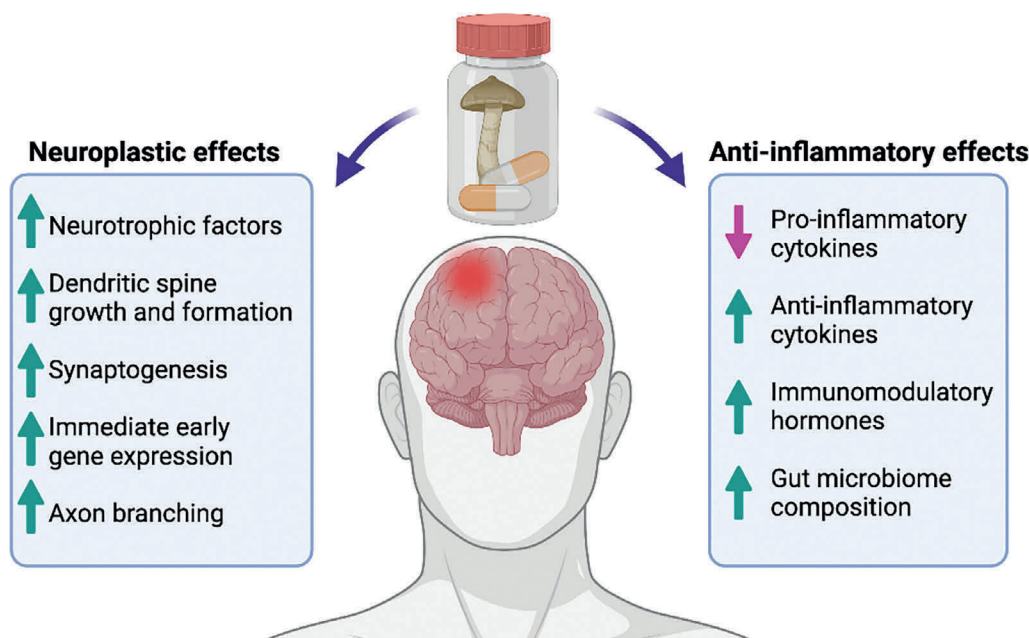 Neuroplastic effects
Neurotrophic factors
Dendritic spine
growth and formation
Synaptogenesis
Immediate early
gene expression
Axon branching
Anti-inflammatory effects
Pro-inflammatory
cytokines
Anti-inflammatory
cytokines
Immunomodulatory
hormones
Gut microbiome
composition